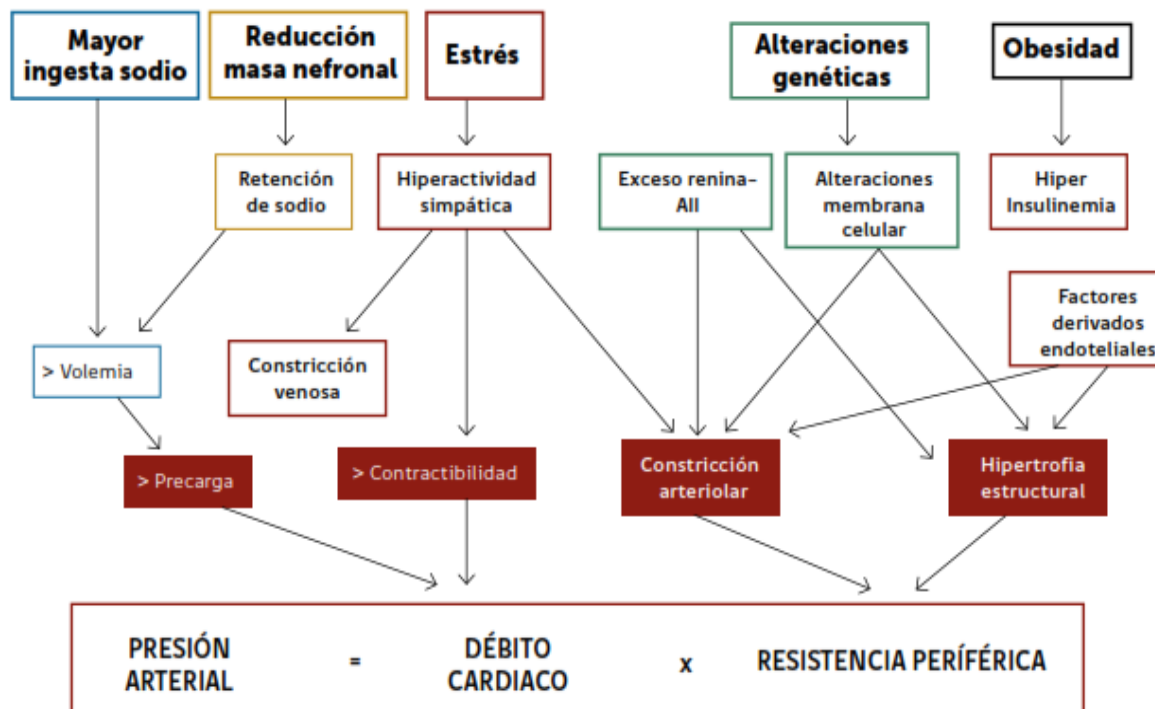 Mayor
ingesta sodio
Reducción
masa nefronal
Estrés
Alteraciones
genéticas
Obesidad
Retención
de sodio
Hiperactividad
simpática
Exceso renina-
AII
Alteraciones
membrana
celular
Hiper
Insulinemia
Factores
derivados
endoteliales
> Volemia
Constricción
venosa
> Precarga
> Contractibilidad
Constricción
arteriolar
Hipertrofia
estructural
PRESIÓN
ARTERIAL
=
DÉBITO
CARDIACO
x
RESISTENCIA PERÍFÉRICA